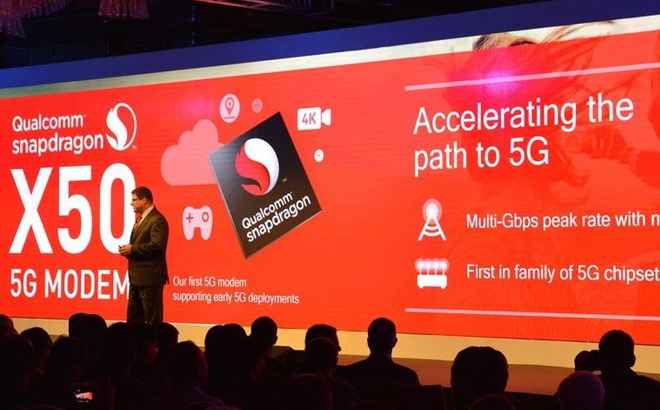 Qualcomm
snapdragon
X50
5G MODEM
4K
Qualcomm
snapdragon
Our first 5G modem
supporting early 5G deployments
Accelerating the
path to 5G
Multi-Gbps peak rate with
First in family of 5G chipset